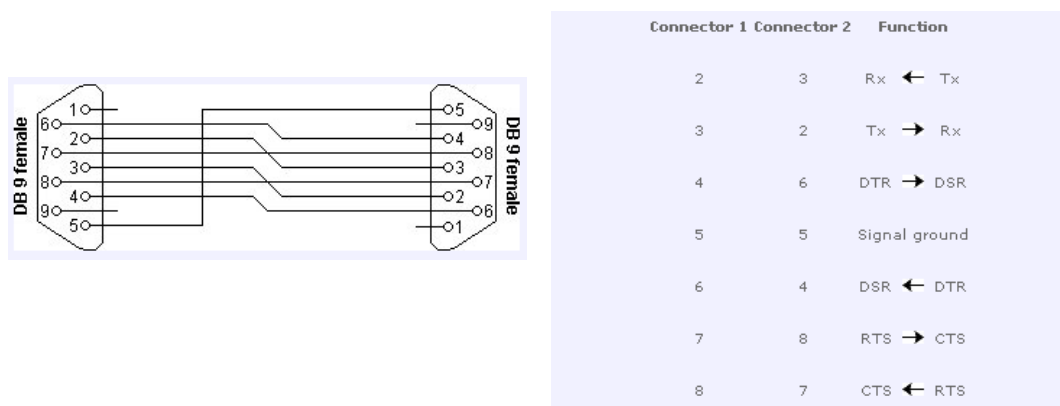 DB 9 female
1
6
2
7
3
8
4
9
5
5
9
4
8
3
7
2
6
1
DB 9 female
Connector 1 Connector 2 Function
2 3 Rx ← Tx
3 2 Tx → Rx
4 6 DTR → DSR
5 5 Signal ground
6 4 DSR ← DTR
7 8 RTS → CTS
8 7 CTS ← RTS